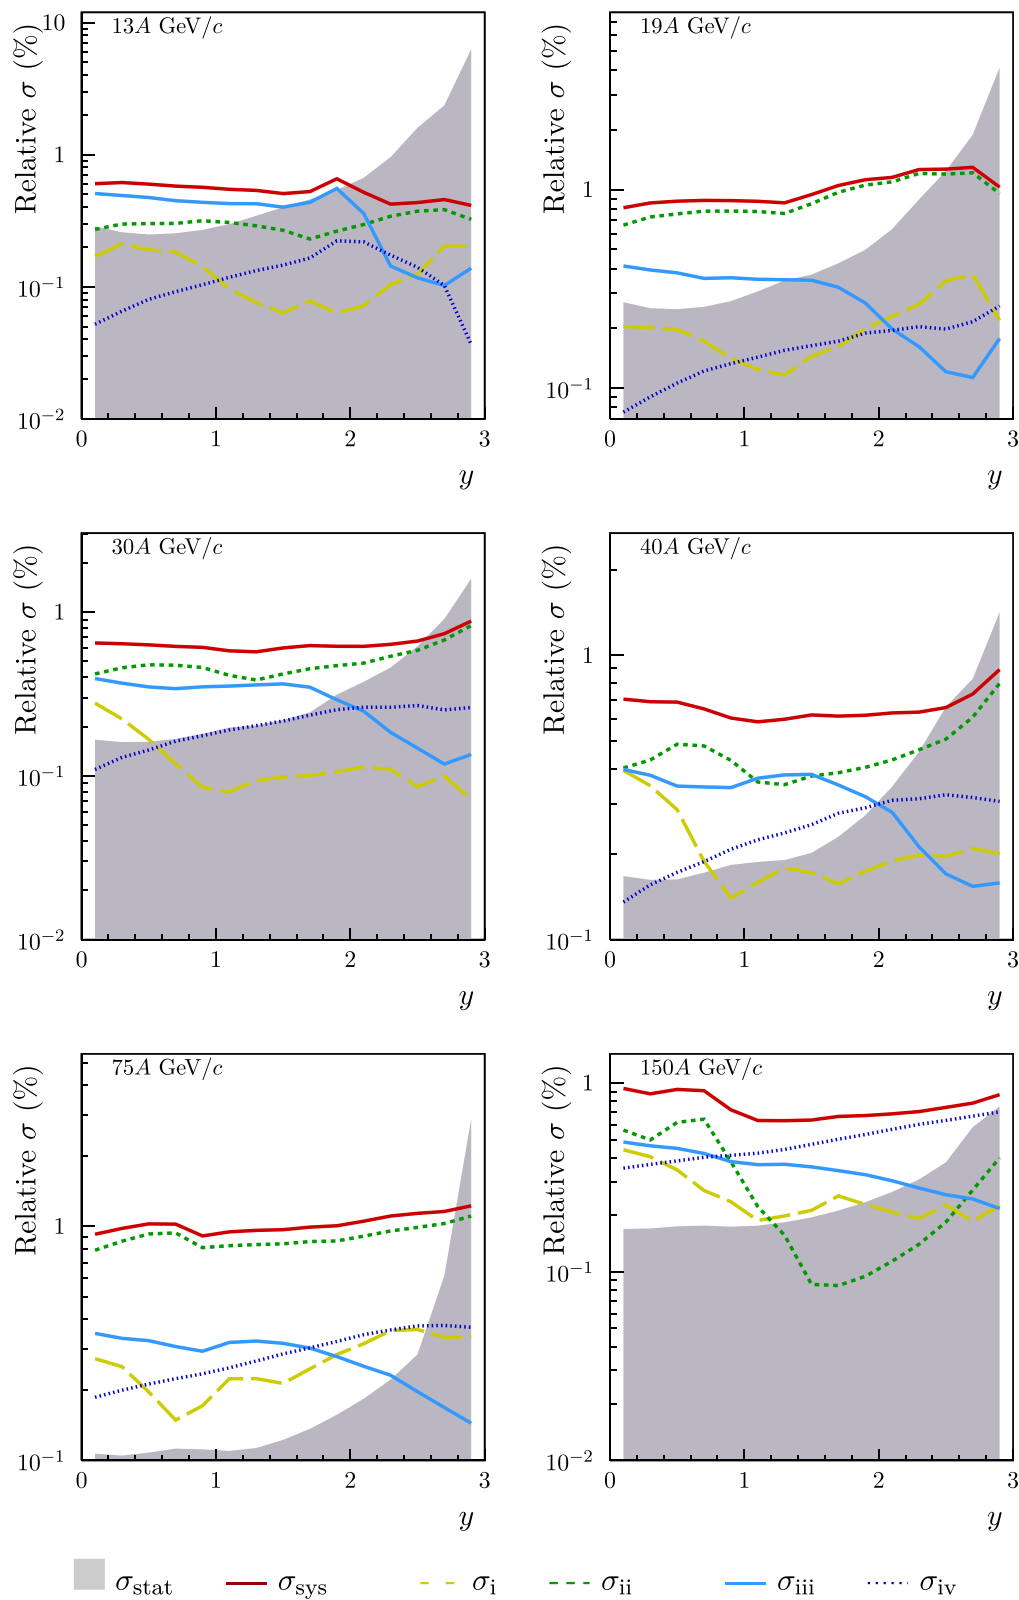 13A GeV/c
Relative σ (%)
10
1
10⁻¹
10⁻²
0 1 2 3
y
19A GeV/c
Relative σ (%)
1
10⁻¹
0 1 2 3
y
30A GeV/c
Relative σ (%)
1
10⁻¹
10⁻²
0 1 2 3
y
40A GeV/c
Relative σ (%)
1
10⁻¹
0 1 2 3
y
75A GeV/c
Relative σ (%)
1
10⁻¹
0 1 2 3
y
150A GeV/c
Relative σ (%)
1
10⁻¹
10⁻²
0 1 2 3
y
σstat σsys σi σii σiii σiv